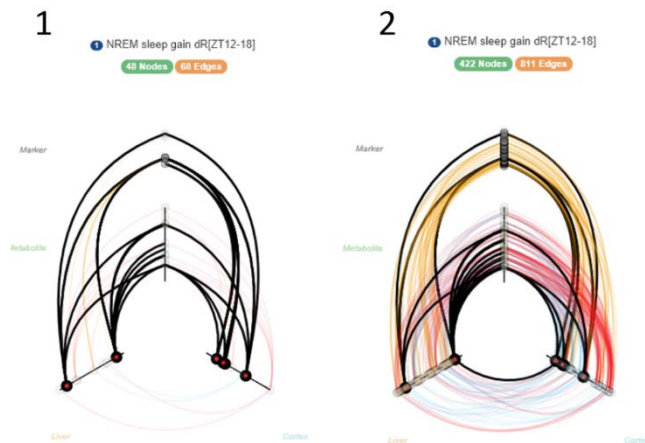 1
1 NREM sleep gain dR[ZT12-18]
48 Nodes 68 Edges
Marker
Metabolite
Liver
Cortex
2
1 NREM sleep gain dR[ZT12-18]
422 Nodes 811 Edges
Marker
Metabolite
Liver
Corte